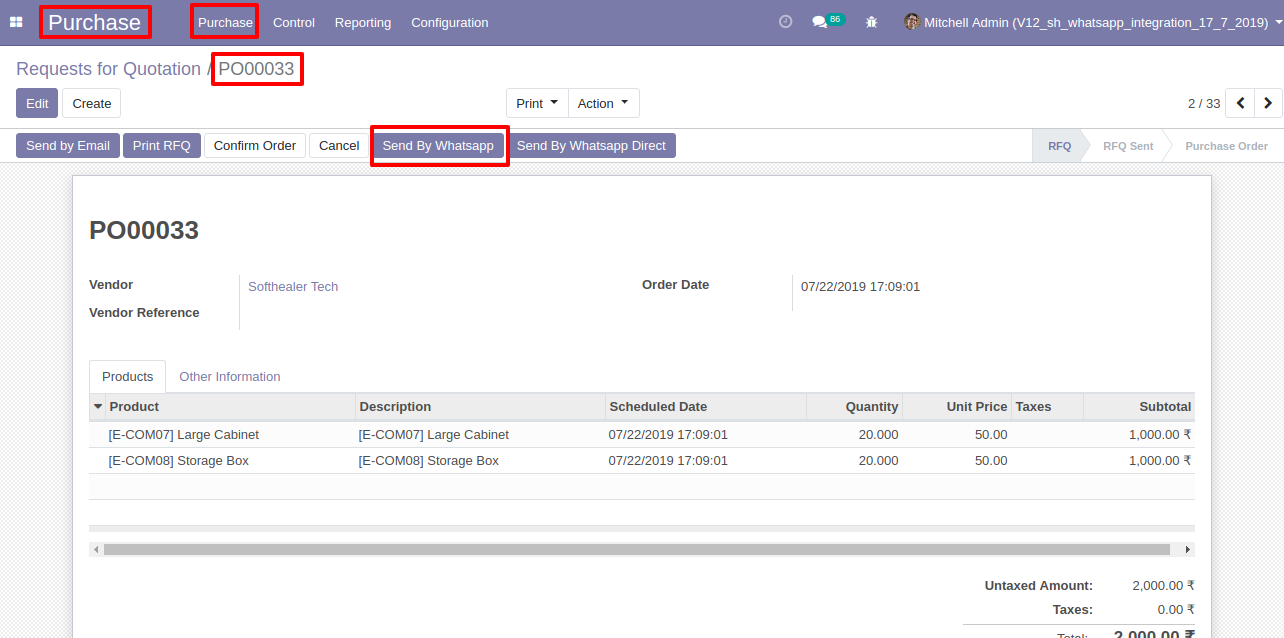 Purchase Purchase Control Reporting Configuration 86 Mitchell Admin (V12_sh_whatsapp_integration_17_7_2019)
Requests for Quotation / PO00033
Edit Create Print Action 2 / 33
Send by Email Print RFQ Confirm Order Cancel Send By Whatsapp Send By Whatsapp Direct RFQ RFQ Sent Purchase Order
PO00033
Vendor Softhealer Tech Order Date 07/22/2019 17:09:01
Vendor Reference
Products Other Information
Product Description Scheduled Date Quantity Unit Price Taxes Subtotal
[E-COM07] Large Cabinet [E-COM07] Large Cabinet 07/22/2019 17:09:01 20.000 50.00 1,000.00 ₹
[E-COM08] Storage Box [E-COM08] Storage Box 07/22/2019 17:09:01 20.000 50.00 1,000.00 ₹
Untaxed Amount: 2,000.00 ₹
Taxes: 0.00 ₹
Total: 2,000.00 ₹